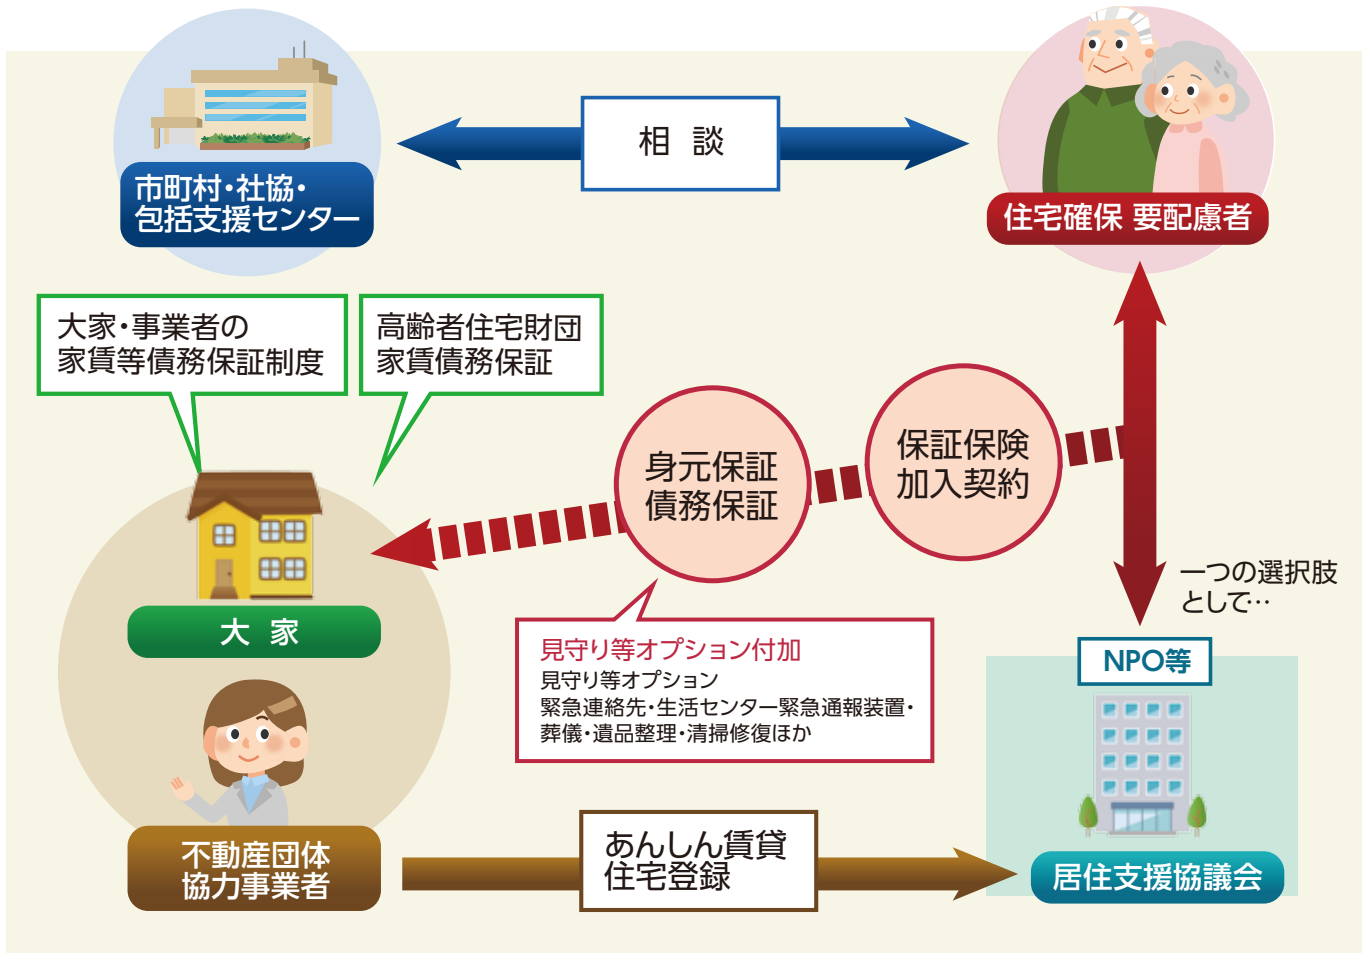 相 談
市町村・社協・
包括支援センター
住宅確保 要配慮者
大家・事業者の
家賃等債務保証制度
高齢者住宅財団
家賃債務保証
保証保険
加入契約
身元保証
債務保証
一つの選択肢
として…
大 家
見守り等オプション付加
見守り等オプション
緊急連絡先・生活センター緊急通報装置・
葬儀・遺品整理・清掃修復ほか
NPO等
不動産団体
協力事業者
あんしん賃貸
住宅登録
居住支援協議会